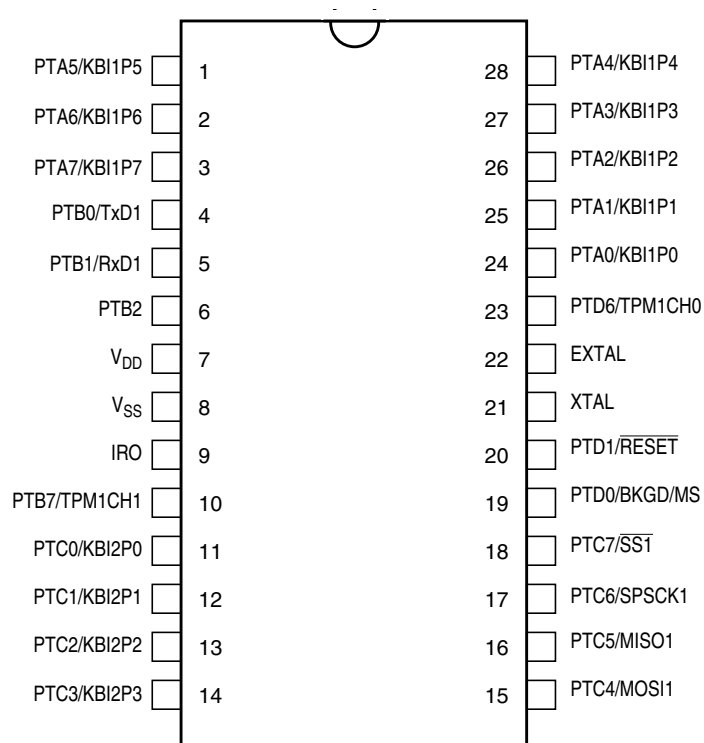 PTA5/KBI1P5 1 28 PTA4/KBI1P4
PTA6/KBI1P6 2 27 PTA3/KBI1P3
PTA7/KBI1P7 3 26 PTA2/KBI1P2
PTB0/TxD1 4 25 PTA1/KBI1P1
PTB1/RxD1 5 24 PTA0/KBI1P0
PTB2 6 23 PTD6/TPM1CH0
VDD 7 22 EXTAL
VSS 8 21 XTAL
IRO 9 20 PTD1/RESET
PTB7/TPM1CH1 10 19 PTD0/BKGD/MS
PTC0/KBI2P0 11 18 PTC7/SS1
PTC1/KBI2P1 12 17 PTC6/SPSCK1
PTC2/KBI2P2 13 16 PTC5/MISO1
PTC3/KBI2P3 14 15 PTC4/MOSI1